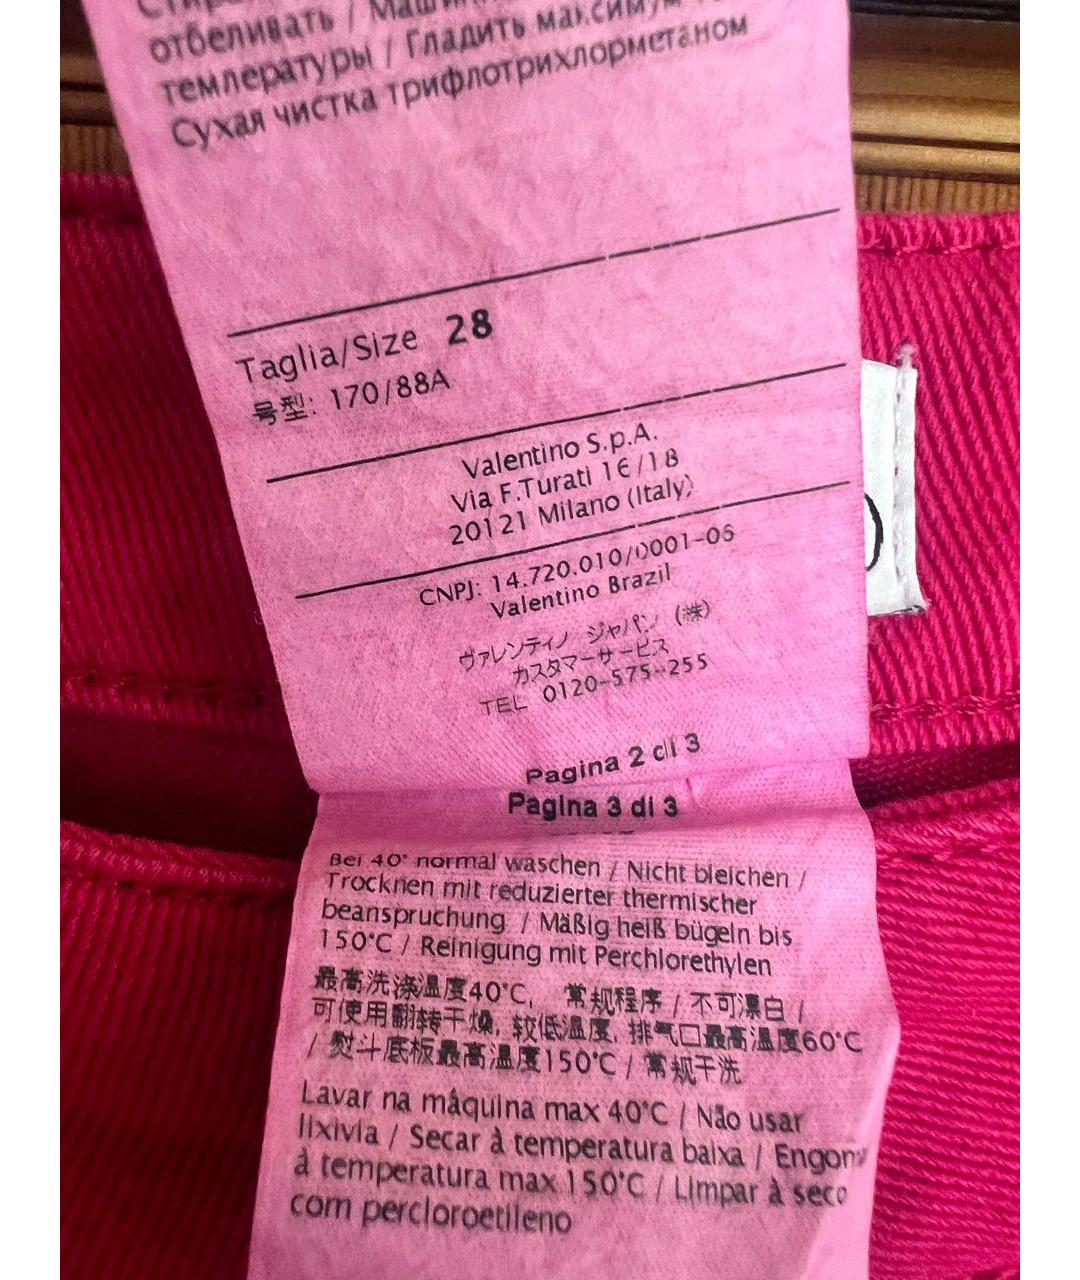 отбеливать /
температуры / Гладить максимум
Сухая чистка трифлотрихлорметаном
Taglia/Size 28
号型: 170/88A
Valentino S.p.A.
Via F.Turati 16/18
20121 Milano (Italy)
CNPJ: 14.720.010/0001-06
Valentino Brazil
ヴァレンティノ ジャパン (株)
カスタマーサービス
TEL 0120-575-255
Pagina 2 di 3
Pagina 3 di 3
Bei 40° normal waschen / Nicht bleichen /
Trocknen mit reduzierter thermischer
beanspruchung / Mäßig heiß bügeln bis
150°C / Reinigung mit Perchlorethylen
最高洗涤温度40°C, 常规程序 / 不可漂白 /
可使用翻转干燥, 较低温度, 排气口最高温度60°C
/ 熨斗底板最高温度150°C / 常规干洗
Lavar na mâquina max 40°C / Não usar
lixivia / Secar à temperatura baixa /
à temperatura max 150°C / Limpar à seco
com percloroetileno